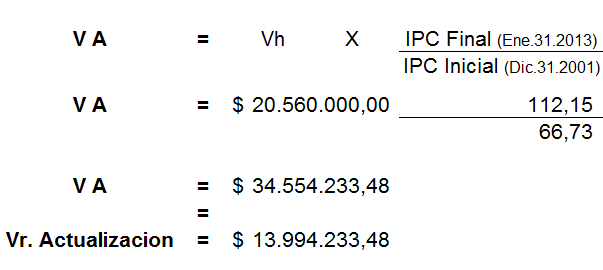 V A = Vh X IPC Final (Ene.31.2013)
IPC Inicial (Dic.31.2001)
V A = $ 20.560.000,00 112,15
66,73
V A = $ 34.554.233,48
=
Vr. Actualizacion = $ 13.994.233,48